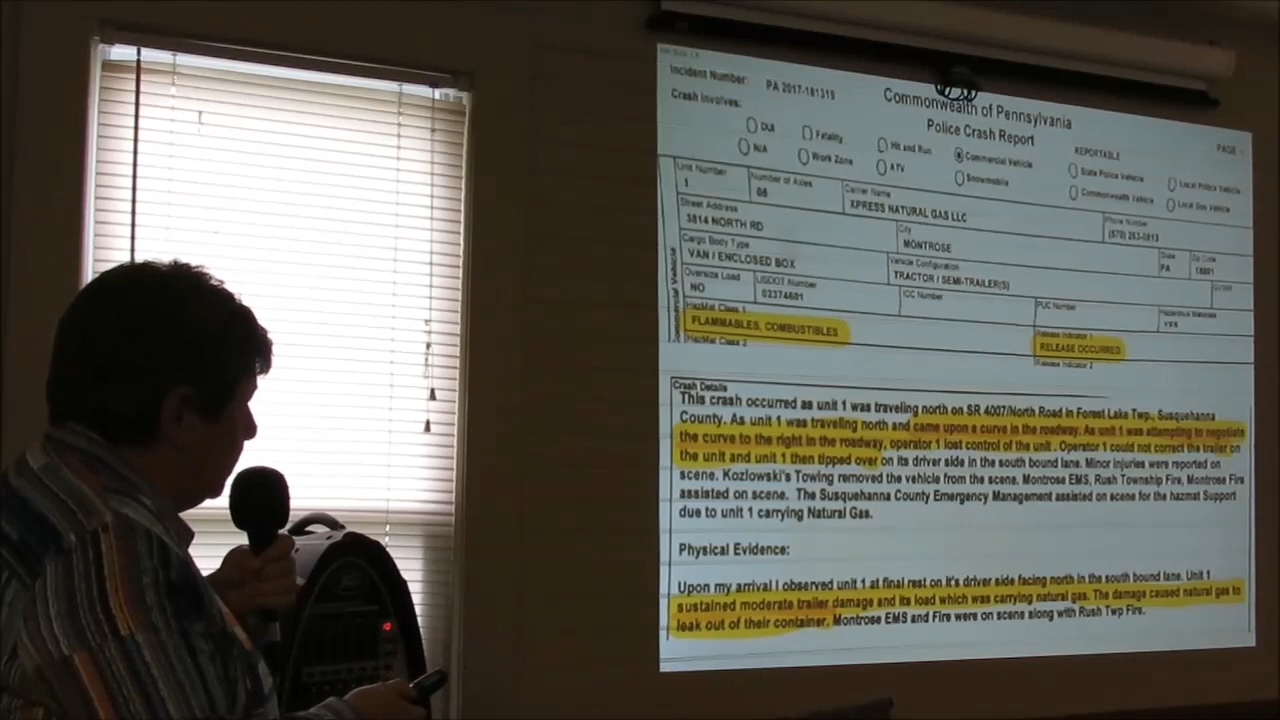 Commonwealth of Pennsylvania
Police Crash Report
Incident Number PA 2017-181319
REPORTABLE
PAGE
Crash Involves:
DUI Fatality Hit and Run Commercial Vehicle State Police Vehicle Local Police Vehicle
N/A Work Zone ATV Snowmobile Commonwealth Vehicle Local Gov Vehicle
Commercial Vehicle
Unit Number Number of Axles Carrier Name
1 06 XPRESS NATURAL GAS LLC
Street Address City Phone Number
3814 NORTH RD MONTROSE (570) 263-0813
State Zip Code
PA 18801
Cargo Body Type Vehicle Configuration
VAN / ENCLOSED BOX TRACTOR / SEMI-TRAILER(S)
Oversize Load USDOT Number ICC Number PUC Number Hazardous Materials
NO 02374601 YES
HazMat Class 1 Release Indicator 1
FLAMMABLES, COMBUSTIBLES RELEASE OCCURRED
HazMat Class 2 Release Indicator 2
Crash Details
This crash occurred as unit 1 was traveling north on SR 4007/North Road in Forest Lake Twp., Susquehanna
County. As unit 1 was traveling north and came upon a curve in the roadway. As unit 1 was attempting to negotiate
the curve to the right in the roadway, operator 1 lost control of the unit . Operator 1 could not correct the trailer on
the unit and unit 1 then tipped over on its driver side in the south bound lane. Minor injuries were reported on
scene. Kozlowski's Towing removed the vehicle from the scene. Montrose EMS, Rush Township Fire, Montrose Fire
assisted on scene. The Susquehanna County Emergency Management assisted on scene for the hazmat Support
due to unit 1 carrying Natural Gas.
Physical Evidence:
Upon my arrival I observed unit 1 at final rest on it's driver side facing north in the south bound lane. Unit 1
sustained moderate trailer damage and its load which was carrying natural gas. The damage caused natural gas to
leak out of their container. Montrose EMS and Fire were on scene along with Rush Twp Fire.